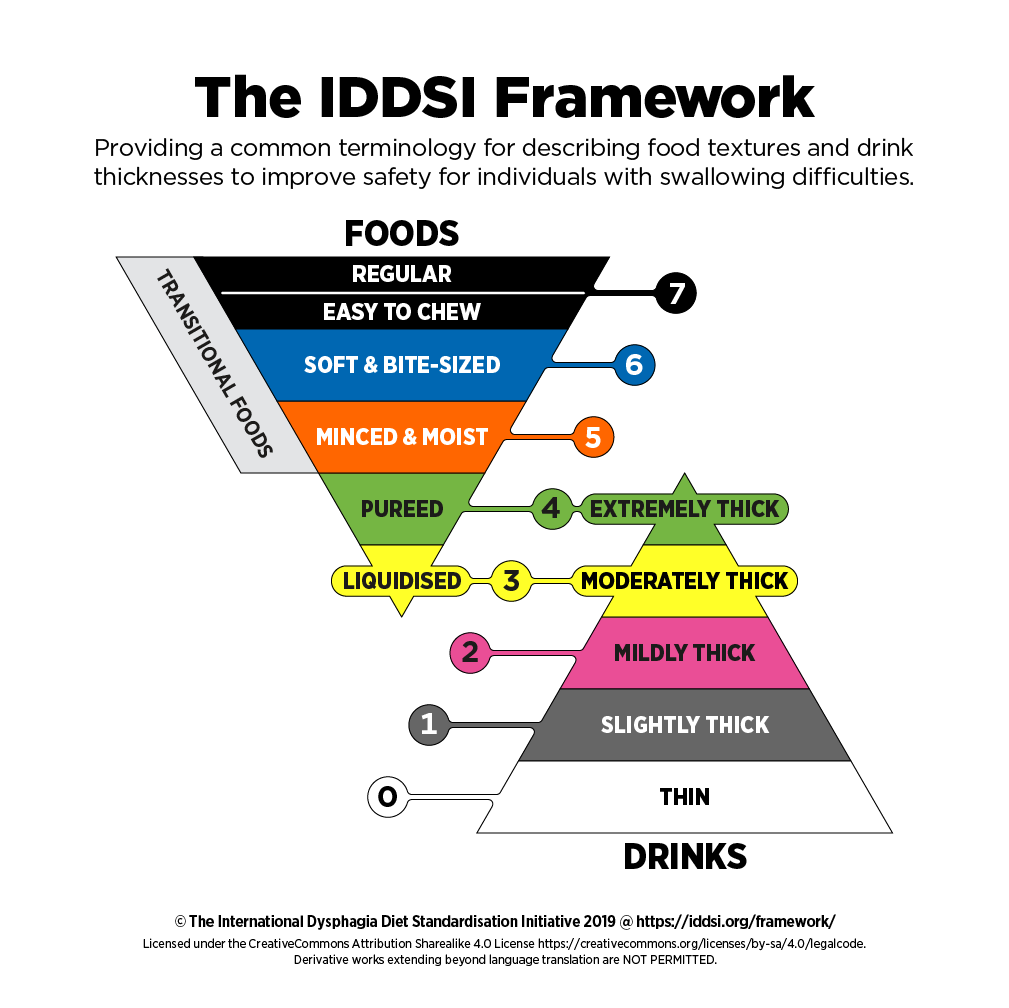 The IDDSI Framework
Providing a common terminology for describing food textures and drink
thicknesses to improve safety for individuals with swallowing difficulties.
FOODS
TRANSITIONAL FOODS
REGULAR
EASY TO CHEW
7
SOFT & BITE-SIZED
6
MINCED & MOIST
5
PUREED
4
EXTREMELY THICK
LIQUIDISED
3
MODERATELY THICK
2
MILDLY THICK
1
SLIGHTLY THICK
0
THIN
DRINKS
© The International Dysphagia Diet Standardisation Initiative 2019 @ https://iddsi.org/framework/
Licensed under the CreativeCommons Attribution Sharealike 4.0 License https://creativecommons.org/licenses/by-sa/4.0/legalcode.
Derivative works extending beyond language translation are NOT PERMITTED.